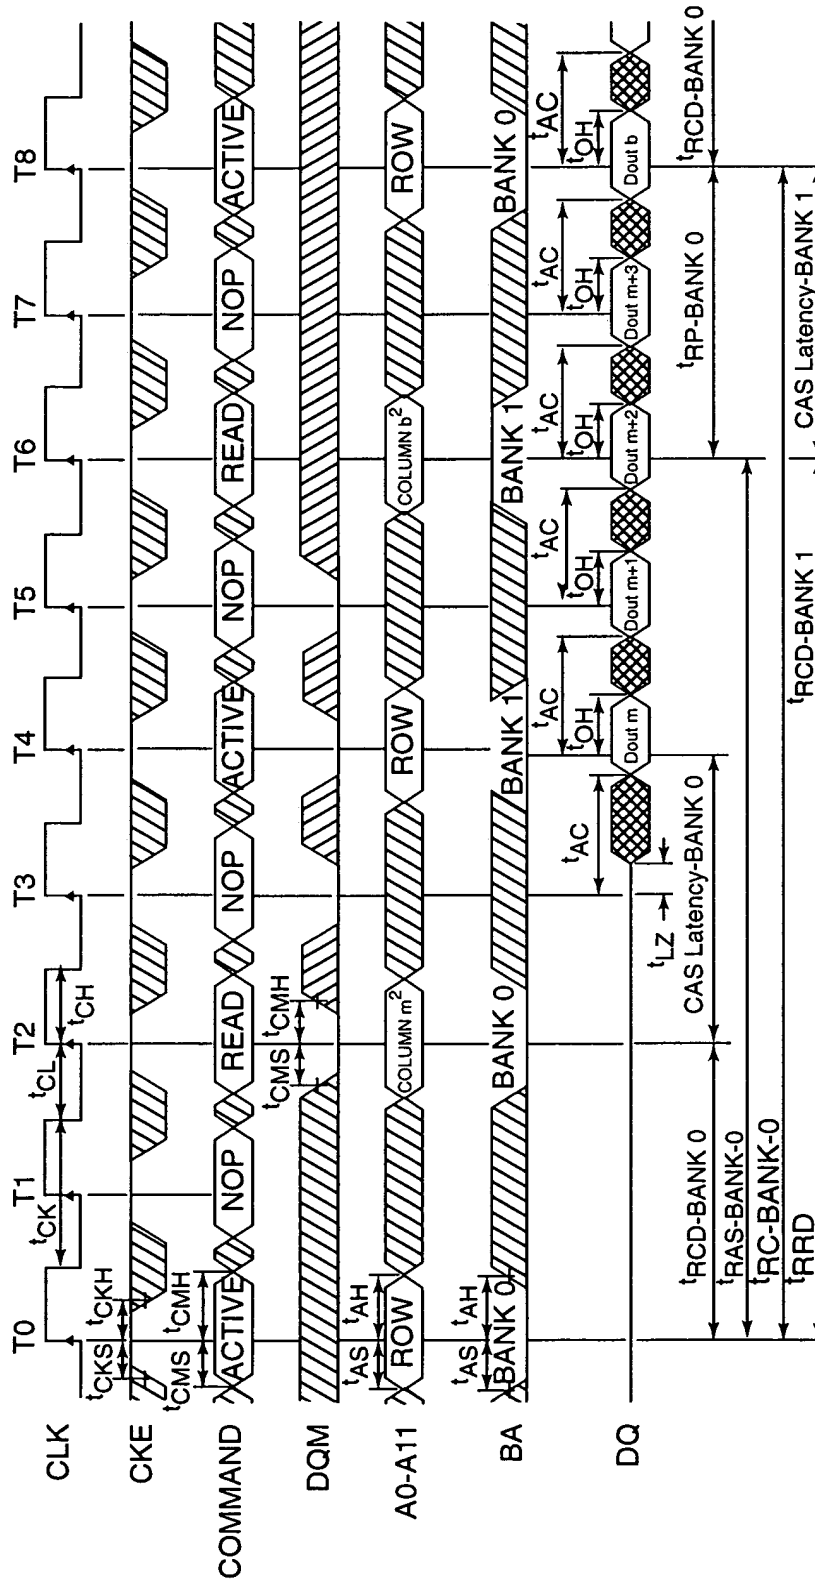 T0 T1 T2 T3 T4 T5 T6 T7 T8
CLK
tCK tCL tCH
CKE
tCKS tCKH
COMMAND
tCMS tCMH
ACTIVE NOP READ NOP ACTIVE NOP READ NOP ACTIVE
DQM
tCMS tCMH
A0-A11
tAS tAH
ROW COLUMN m² ROW COLUMN b² ROW
BA
tAS tAH
BANK 0 BANK 0 BANK 1 BANK 1 BANK 0
tAC tAC tAC tAC tAC tAC
tOH tOH tOH tOH tOH
DQ
Dout m Dout m+1 Dout m+2 Dout m+3 Dout b
tLZ
tRCD-BANK 0 CAS Latency-BANK 0 tRP-BANK 0 tRCD-BANK 0
tRAS-BANK-0
tRC-BANK-0
tRRD tRCD-BANK 1 CAS Latency-BANK 1